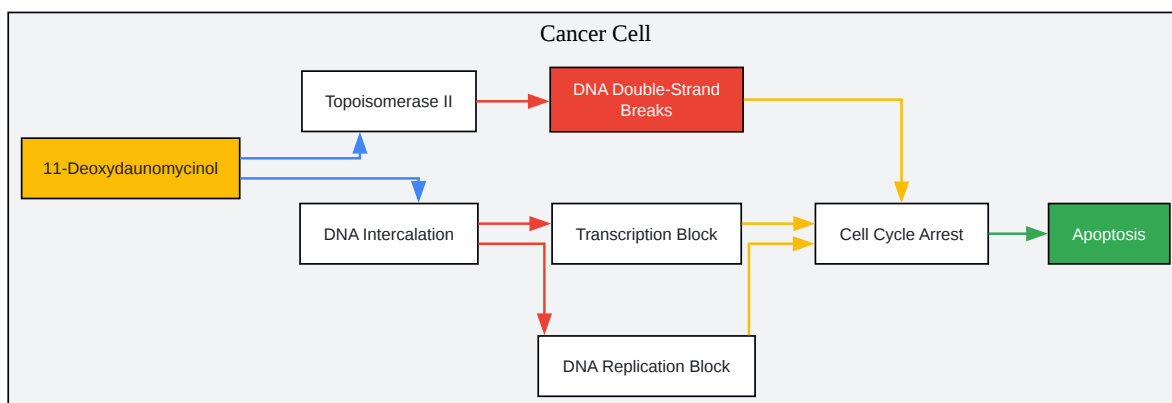 Cancer Cell
Topoisomerase II
DNA Double-Strand
Breaks
11-Deoxydaunomycinol
DNA Intercalation
Transcription Block
Cell Cycle Arrest
Apoptosis
DNA Replication Block